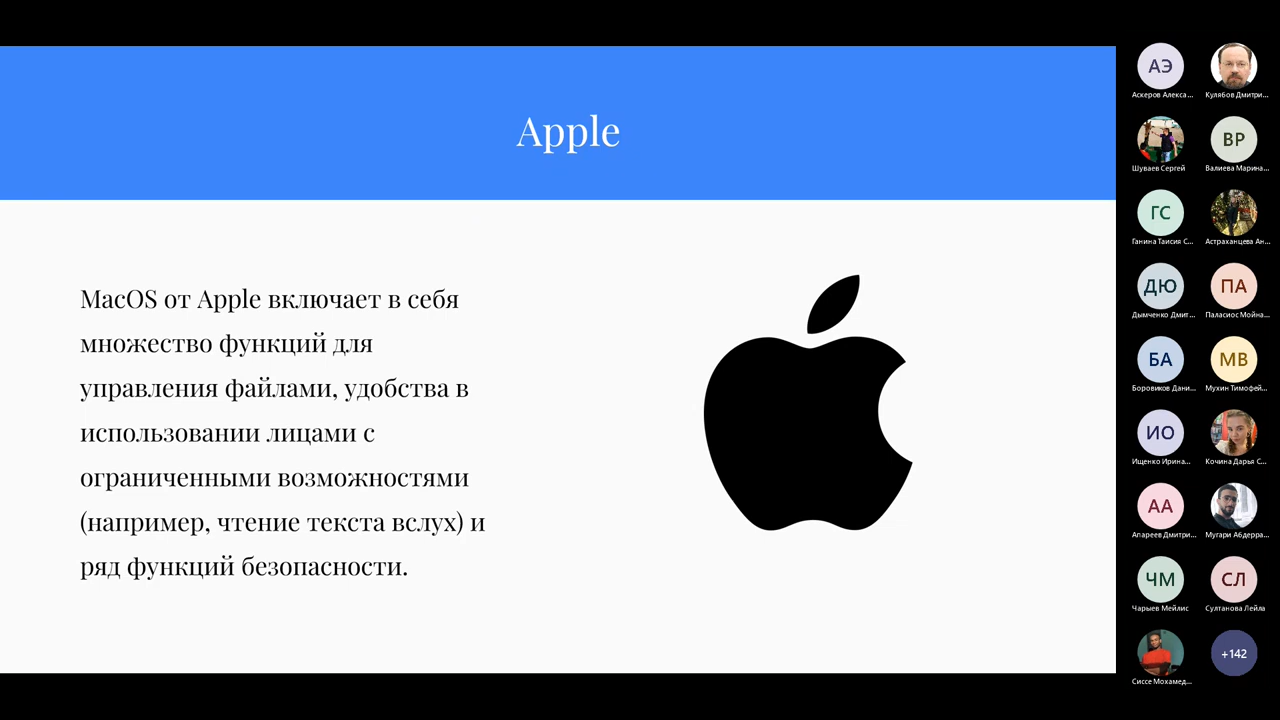 Apple
MacOS от Apple включает в себя
множество функций для
управления файлами, удобства в
использовании лицами с
ограниченными возможностями
(например, чтение текста вслух) и
ряд функций безопасности.
АЭ
Аскеров Алекса...
Кулябов Дмитри...
Шуваев Сергей
ВР
Валиева Марина...
ГС
Ганина Таисия С...
Астраханцева Ан...
ДЮ
Дымченко Дмит...
ПА
Паласиос Мойна...
БА
Боровиков Дани...
МВ
Мухин Тимофей...
ИО
Ищенко Ирина...
Кочина Дарья С...
АА
Апареев Дмитри...
Мугари Абдерра...
ЧМ
Чарыев Мейлис
СЛ
Султанова Лейла
Сиссе Мохамед...
+142